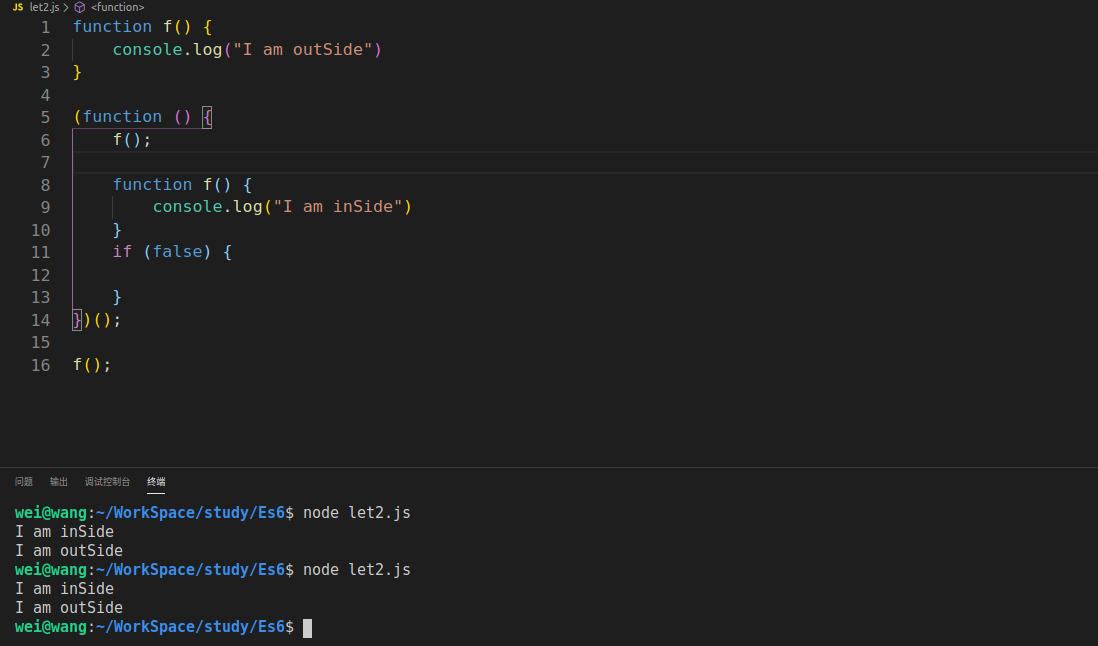 JS let2.js > <function>
1 function f() {
2 console.log("I am outSide")
3 }
4
5 (function () {
6 f();
7
8 function f() {
9 console.log("I am inSide")
10 }
11 if (false) {
12
13 }
14 })();
15
16 f();
问题 输出 调试控制台 终端
wei@wang:~/WorkSpace/study/Es6$ node let2.js
I am inSide
I am outSide
wei@wang:~/WorkSpace/study/Es6$ node let2.js
I am inSide
I am outSide
wei@wang:~/WorkSpace/study/Es6$